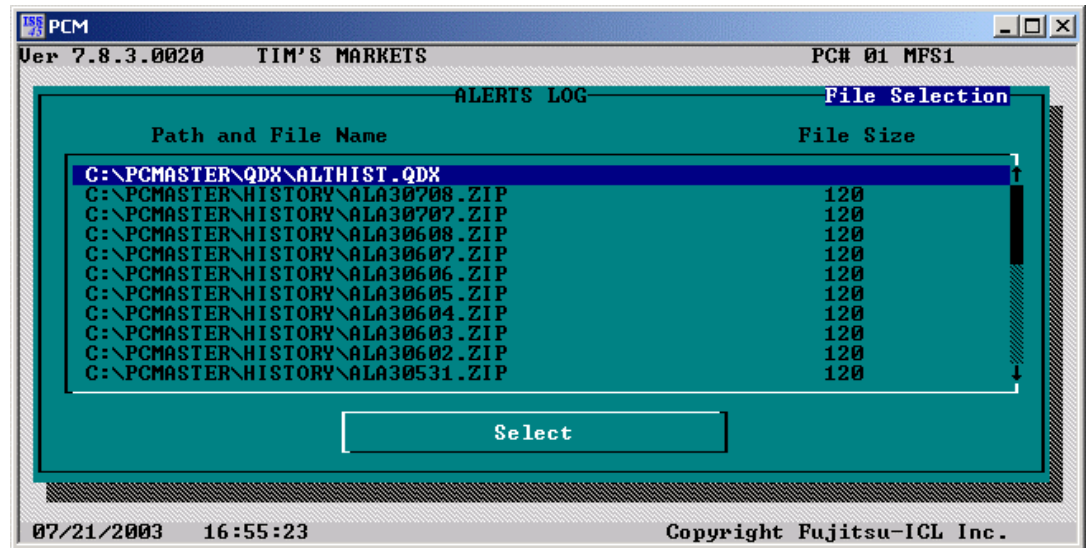 ISS 45 PCM
Ver 7.8.3.0020 TIM'S MARKETS PC# 01 MFS1
ALERTS LOG File Selection
Path and File Name File Size
C:\PCMASTER\QDX\ALTHIST.QDX
C:\PCMASTER\HISTORY\ALA30708.ZIP 120
C:\PCMASTER\HISTORY\ALA30707.ZIP 120
C:\PCMASTER\HISTORY\ALA30608.ZIP 120
C:\PCMASTER\HISTORY\ALA30607.ZIP 120
C:\PCMASTER\HISTORY\ALA30606.ZIP 120
C:\PCMASTER\HISTORY\ALA30605.ZIP 120
C:\PCMASTER\HISTORY\ALA30604.ZIP 120
C:\PCMASTER\HISTORY\ALA30603.ZIP 120
C:\PCMASTER\HISTORY\ALA30602.ZIP 120
C:\PCMASTER\HISTORY\ALA30531.ZIP 120
Select
07/21/2003 16:55:23 Copyright Fujitsu-ICL Inc.